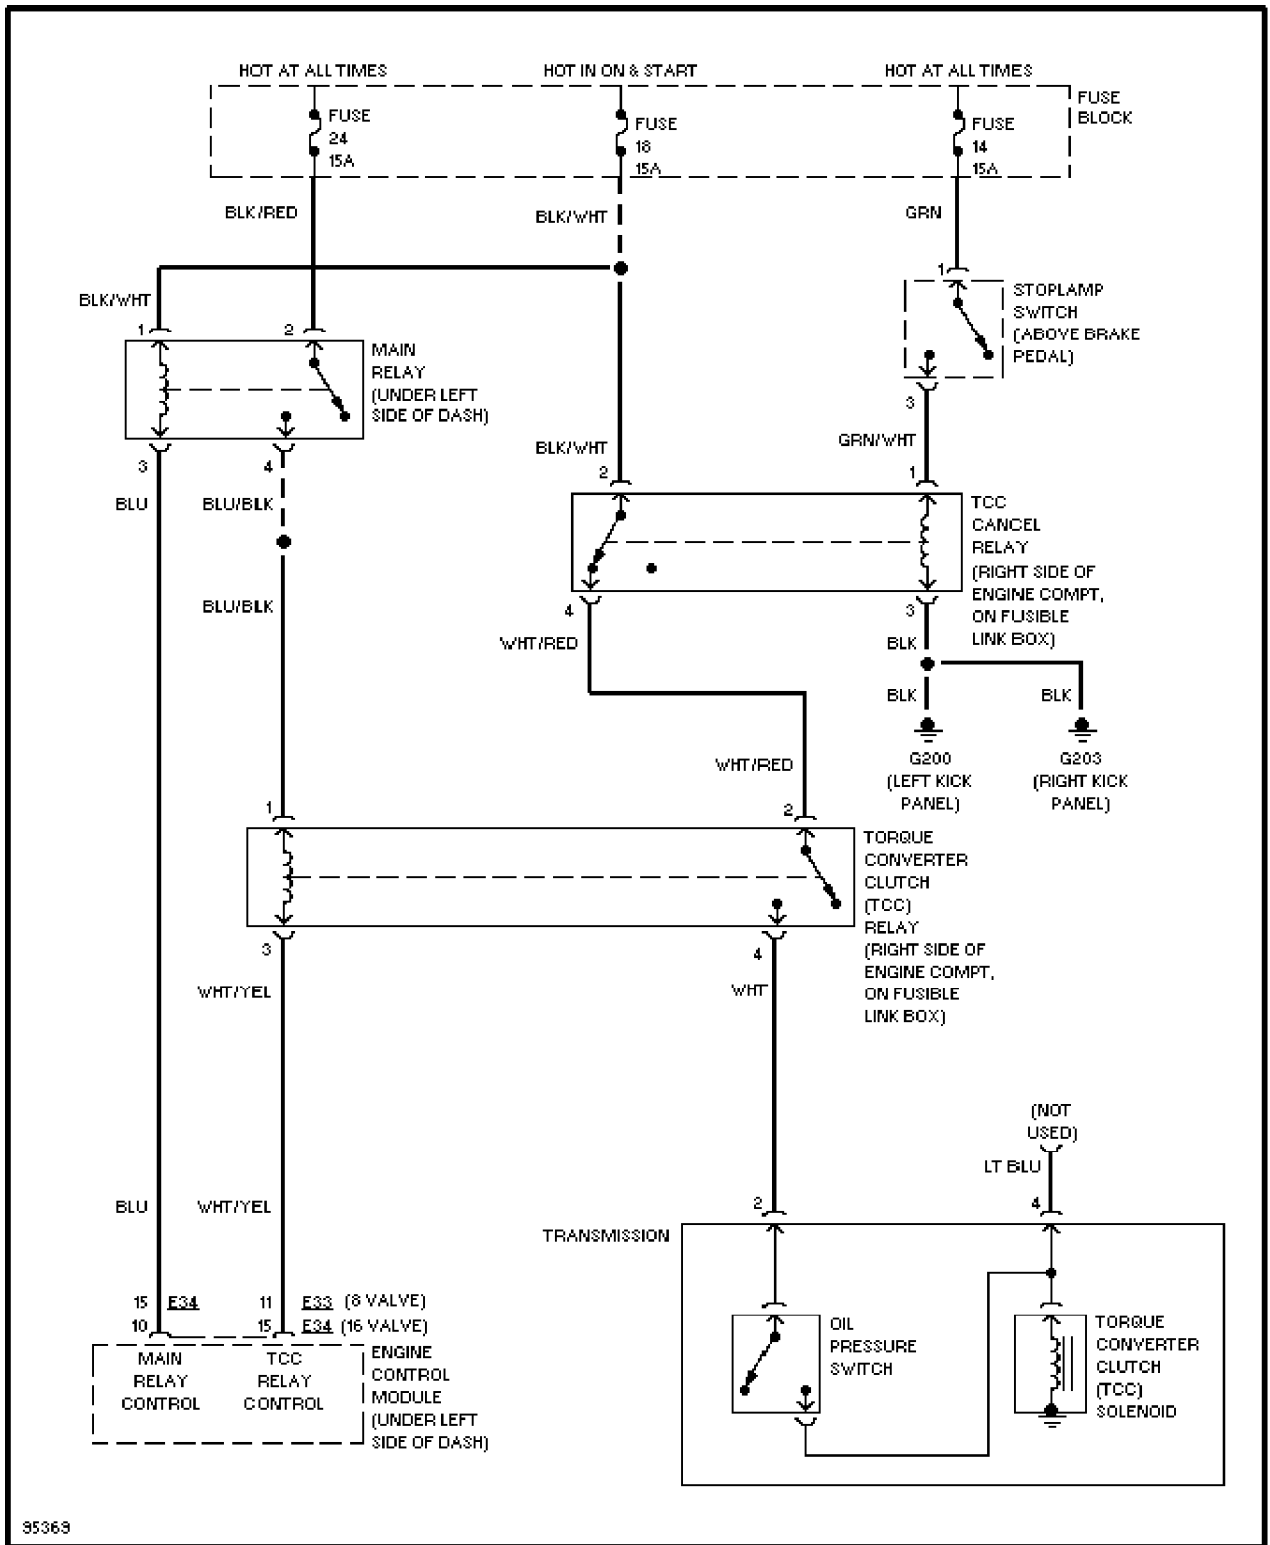 HOT AT ALL TIMES
HOT IN ON & START
HOT AT ALL TIMES
FUSE
24
15A
FUSE
18
15A
FUSE
14
15A
FUSE
BLOCK
BLK/RED
BLK/WHT
GRN
BLK/WHT
1
2
MAIN
RELAY
(UNDER LEFT
SIDE OF DASH)
1
STOPLAMP
SWITCH
(ABOVE BRAKE
PEDAL)
3
3
4
BLU
BLU/BLK
BLK/WHT
GRN/WHT
2
1
TCC
CANCEL
RELAY
(RIGHT SIDE OF
ENGINE COMPT,
ON FUSIBLE
LINK BOX)
BLU/BLK
4
3
WHT/RED
BLK
BLK
BLK
G200
(LEFT KICK
PANEL)
G203
(RIGHT KICK
PANEL)
WHT/RED
1
2
TORQUE
CONVERTER
CLUTCH
(TCC)
RELAY
(RIGHT SIDE OF
ENGINE COMPT,
ON FUSIBLE
LINK BOX)
3
4
WHT/YEL
WHT
(NOT
USED)
LT BLU
BLU
WHT/YEL
2
4
TRANSMISSION
15 E34
11 E33 (8 VALVE)
10
15 E34 (16 VALVE)
MAIN
RELAY
CONTROL
TCC
RELAY
CONTROL
ENGINE
CONTROL
MODULE
(UNDER LEFT
SIDE OF DASH)
OIL
PRESSURE
SWITCH
TORQUE
CONVERTER
CLUTCH
(TCC)
SOLENOID
95369